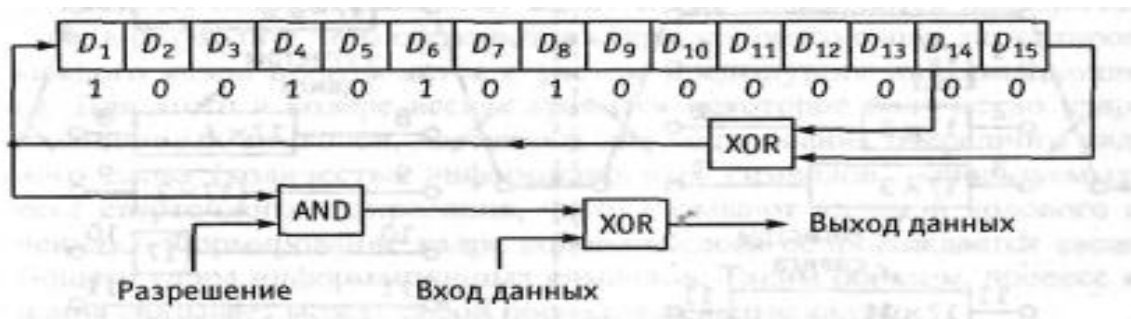 D₁ D₂ D₃ D₄ D₅ D₆ D₇ D₈ D₉ D₁₀ D₁₁ D₁₂ D₁₃ D₁₄ D₁₅
1 0 0 1 0 1 0 1 0 0 0 0 0 0 0
XOR
AND
XOR
Выход данных
Разрешение
Вход данных